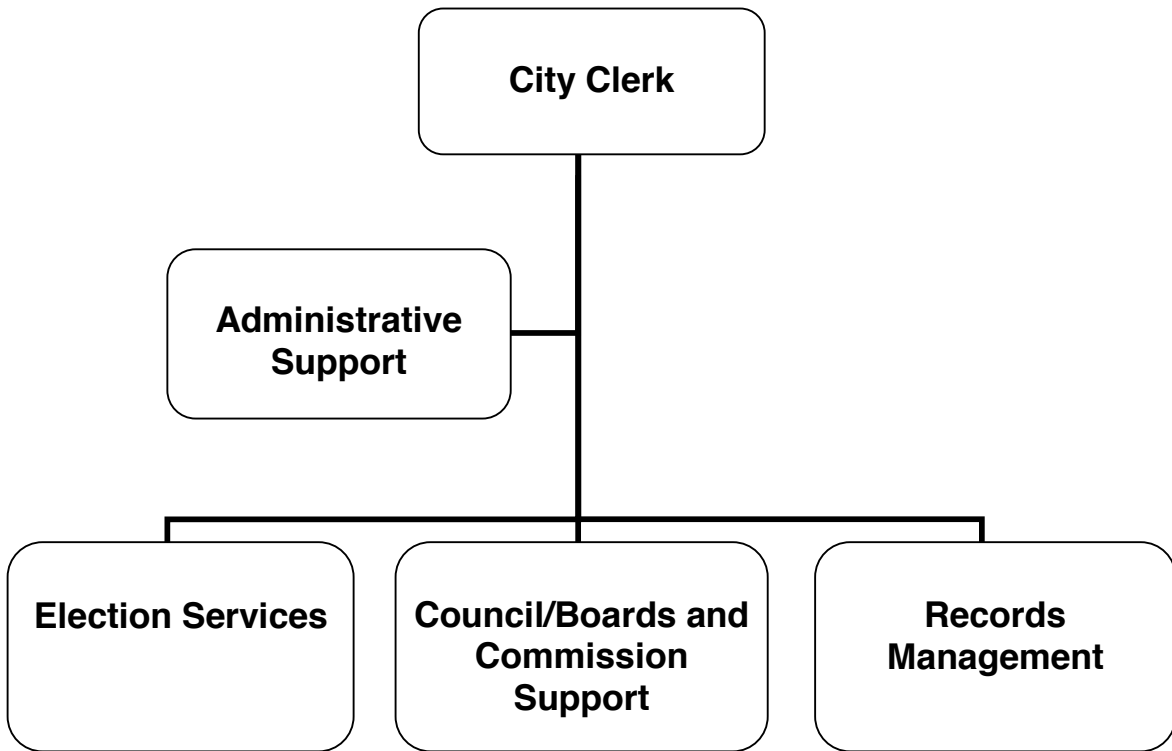 City Clerk
Administrative
Support
Election Services
Council/Boards and
Commission
Support
Records
Management